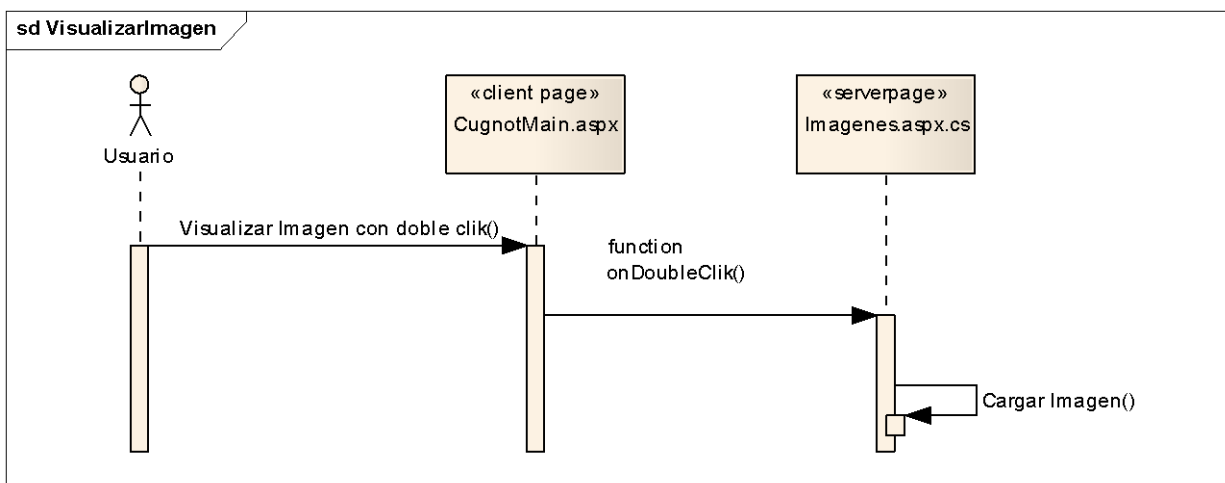 sd VisualizarImagen
Usuario
«client page»
CugnotMain.aspx
«serverpage»
Imagenes.aspx.cs
Visualizar Imagen con doble clik()
function
onDoubleClik()
Cargar Imagen()